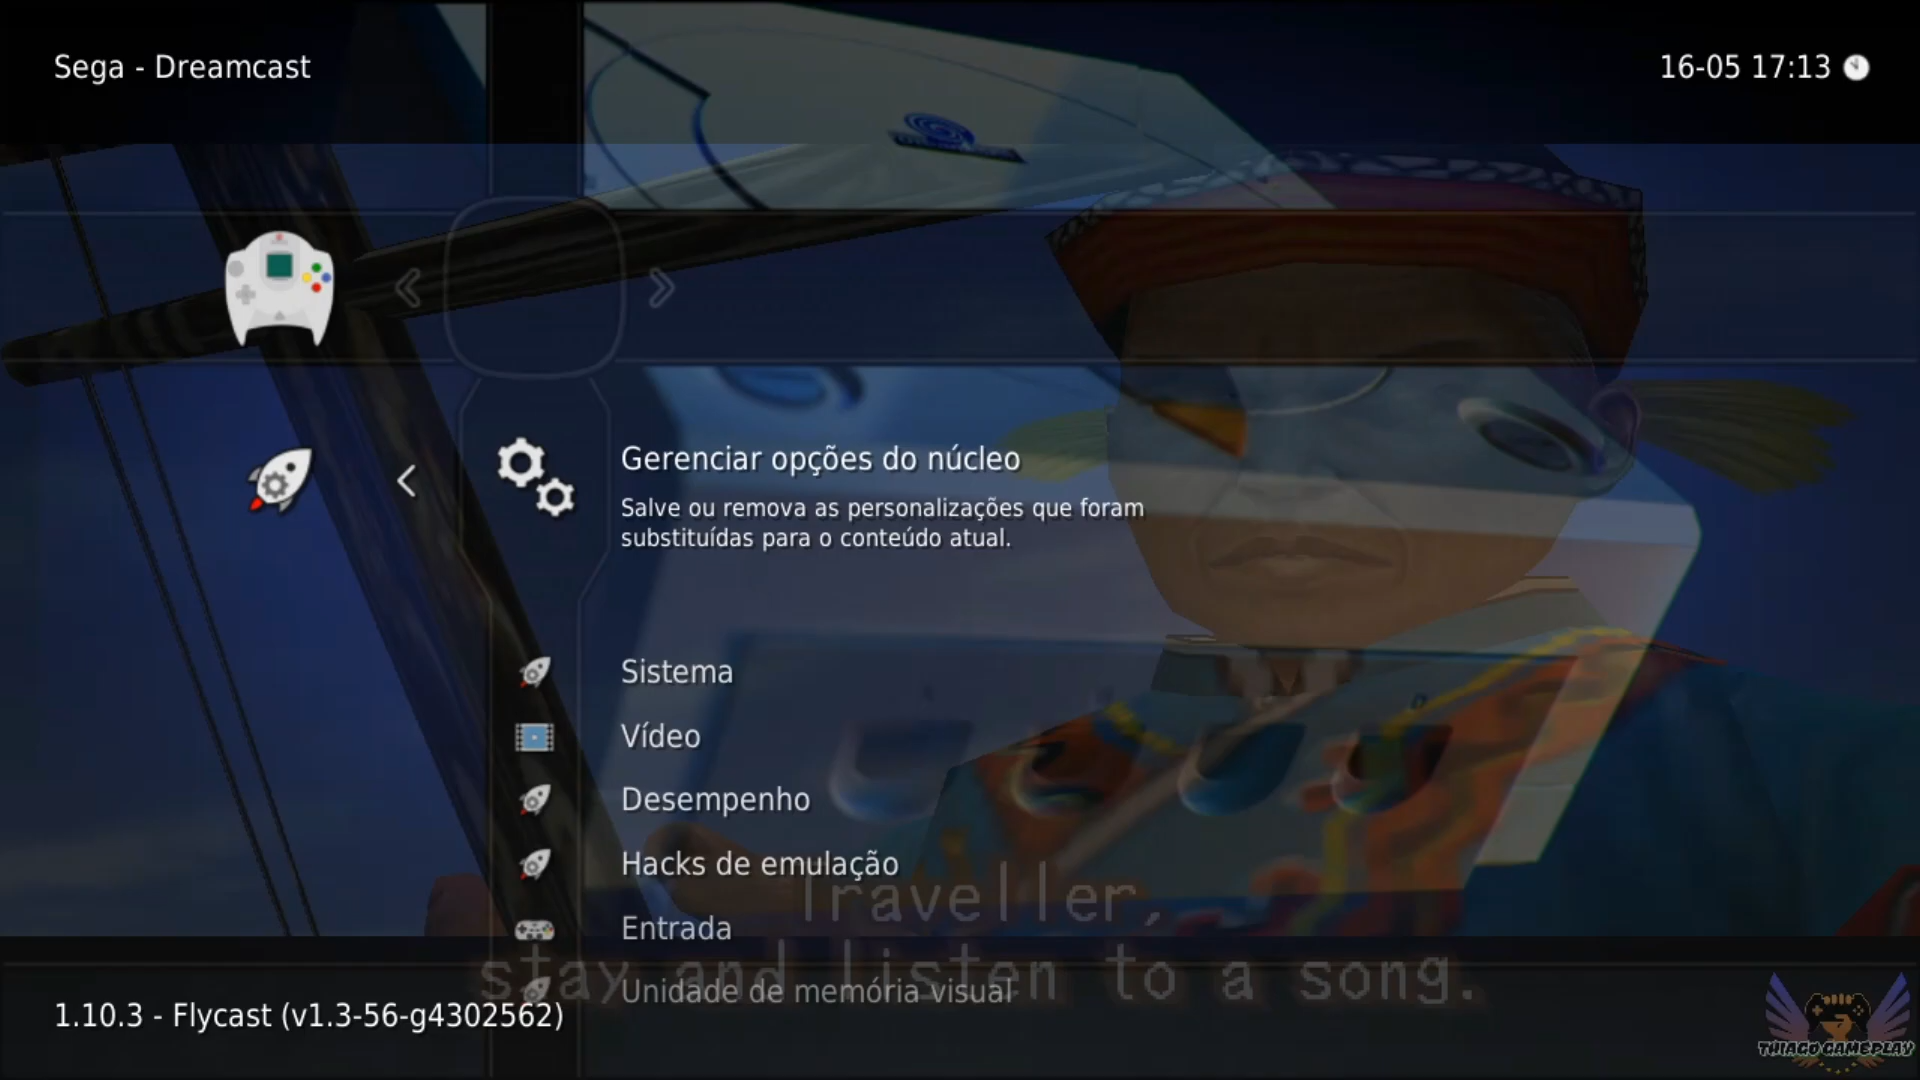 Sega - Dreamcast
16-05 17:13
Gerenciar opções do núcleo
Salve ou remova as personalizações que foram
substituídas para o conteúdo atual.
Sistema
Vídeo
Desempenho
Hacks de emulação
Traveller,
Entrada
stay and listen to a song.
Unidade de memória visual
1.10.3 - Flycast (v1.3-56-g4302562)
THIAGO GAMEPLAY